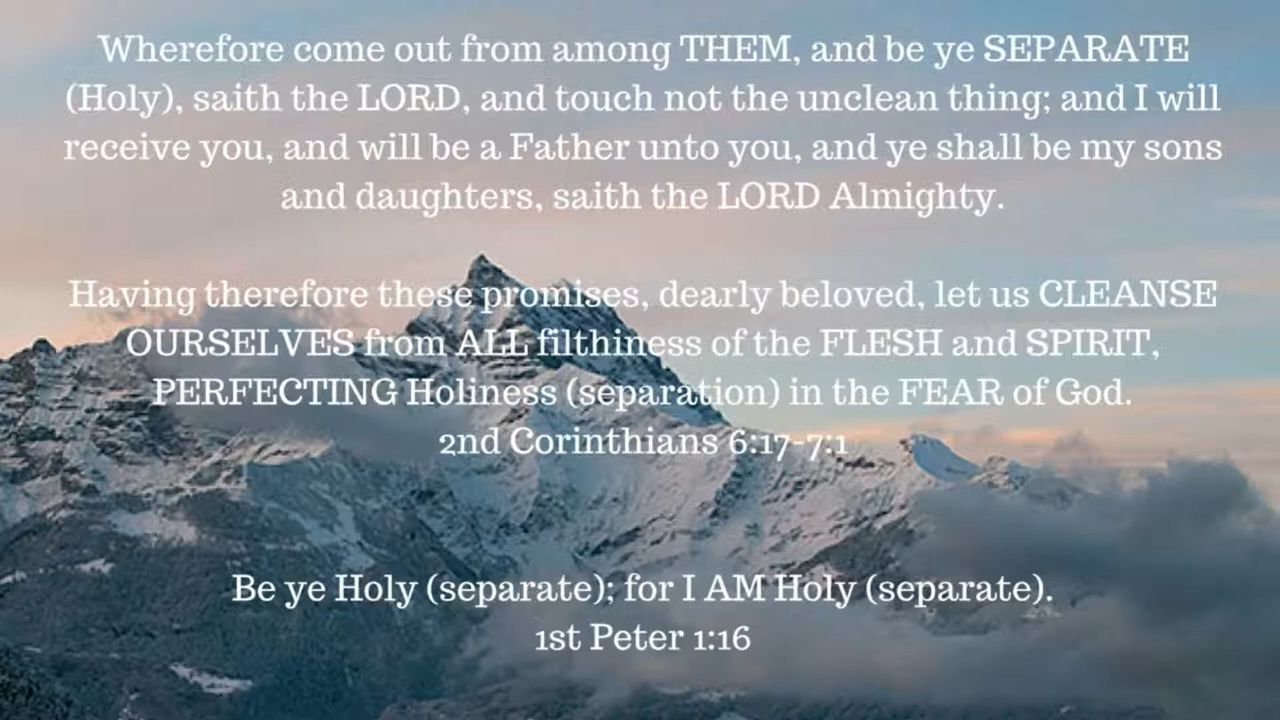 Wherefore come out from among THEM, and be ye SEPARATE
(Holy), saith the LORD, and touch not the unclean thing; and I will
receive you, and will be a Father unto you, and ye shall be my sons
and daughters, saith the LORD Almighty.
Having therefore these promises, dearly beloved, let us CLEANSE
OURSELVES from ALL filthiness of the FLESH and SPIRIT,
PERFECTING Holiness (separation) in the FEAR of God.
2nd Corinthians 6:17-7:1
Be ye Holy (separate); for I AM Holy (separate).
1st Peter 1:16